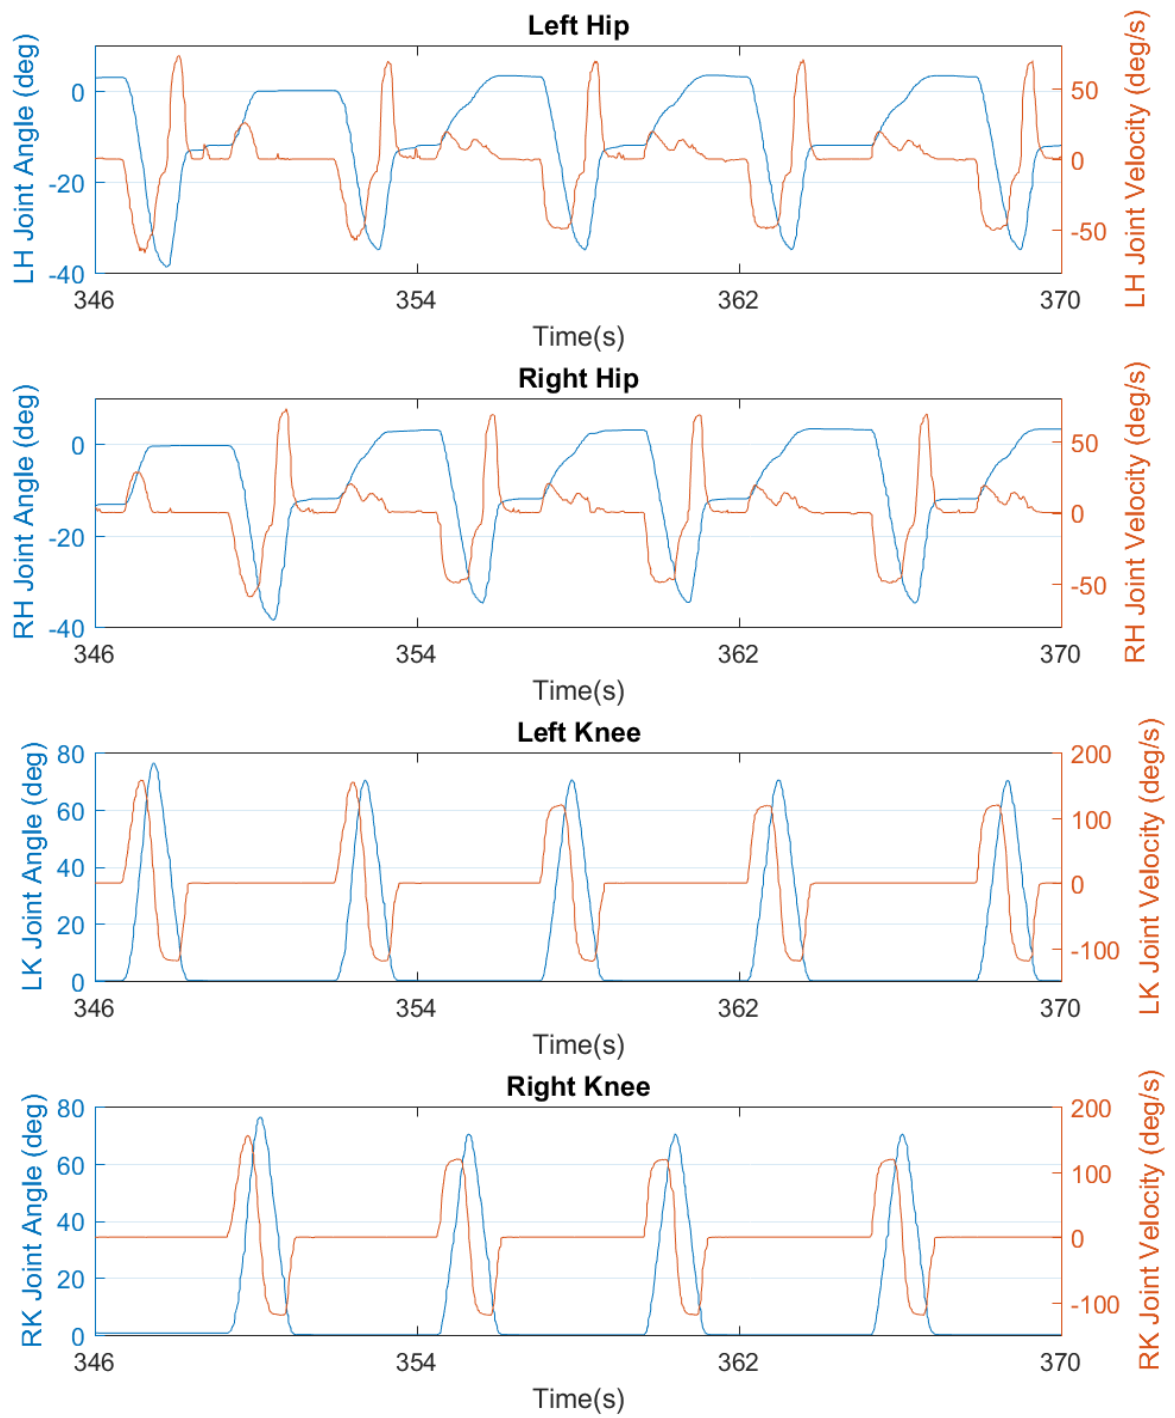 Left Hip
LH Joint Angle (deg)
0
-20
-40
50
0
-50
LH Joint Velocity (deg/s)
346 354 362 370
Time(s)
Right Hip
RH Joint Angle (deg)
0
-20
-40
50
0
-50
RH Joint Velocity (deg/s)
346 354 362 370
Time(s)
Left Knee
LK Joint Angle (deg)
80
60
40
20
0
200
100
0
-100
LK Joint Velocity (deg/s)
346 354 362 370
Time(s)
Right Knee
RK Joint Angle (deg)
80
60
40
20
0
200
100
0
-100
RK Joint Velocity (deg/s)
346 354 362 370
Time(s)